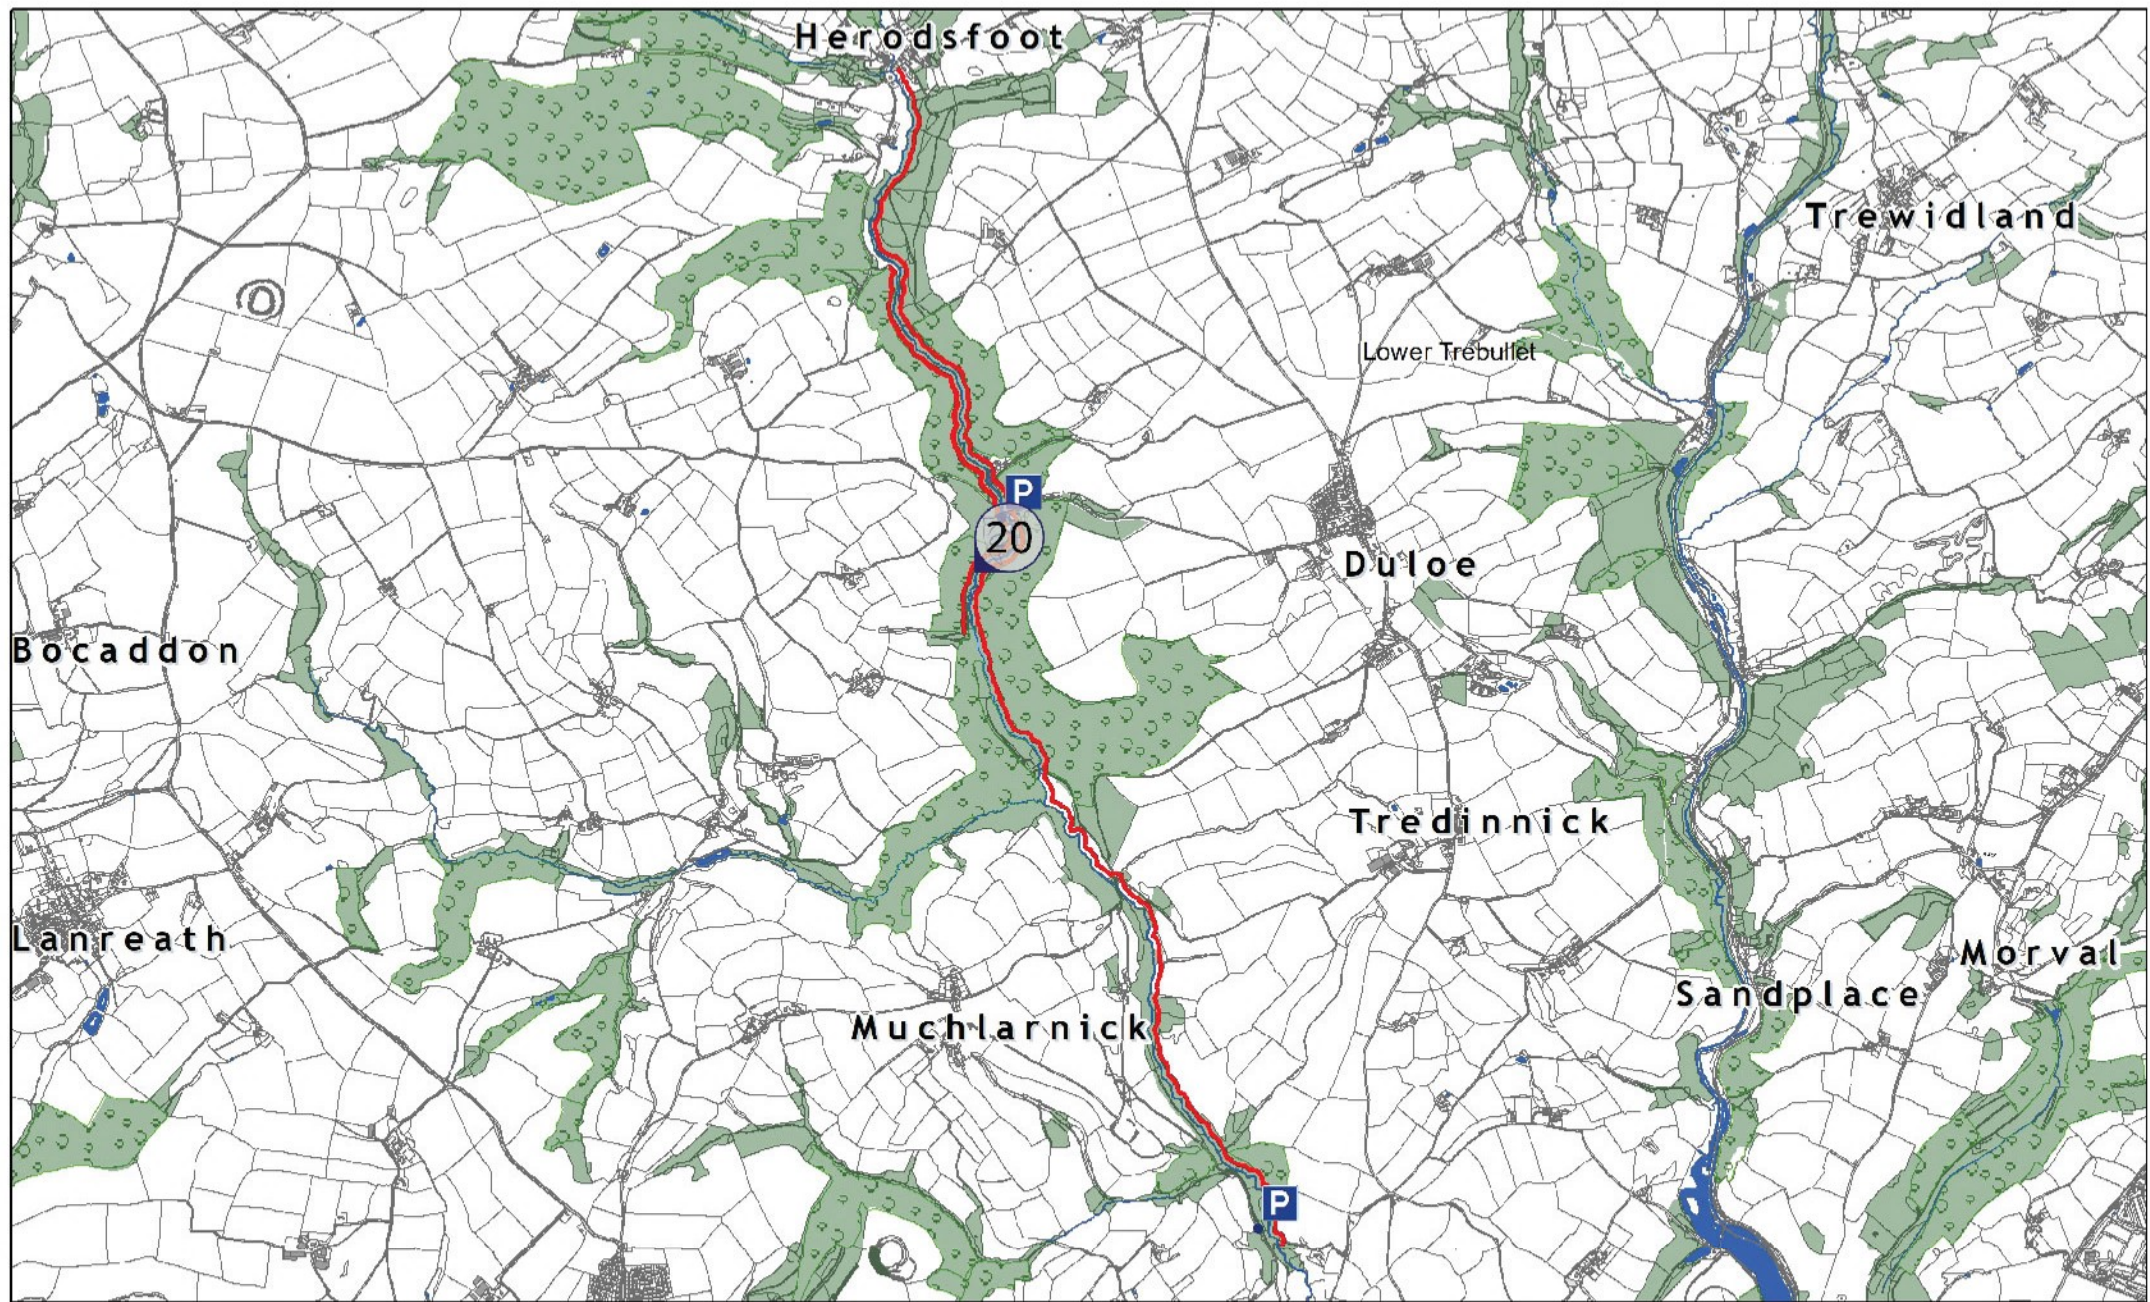 Herodsfoot
Trewidland
Lower Trebullet
P
20
Duloe
Bocaddon
Tredinnick
Lanreath
Morval
Sandplace
Muchlarnick
P